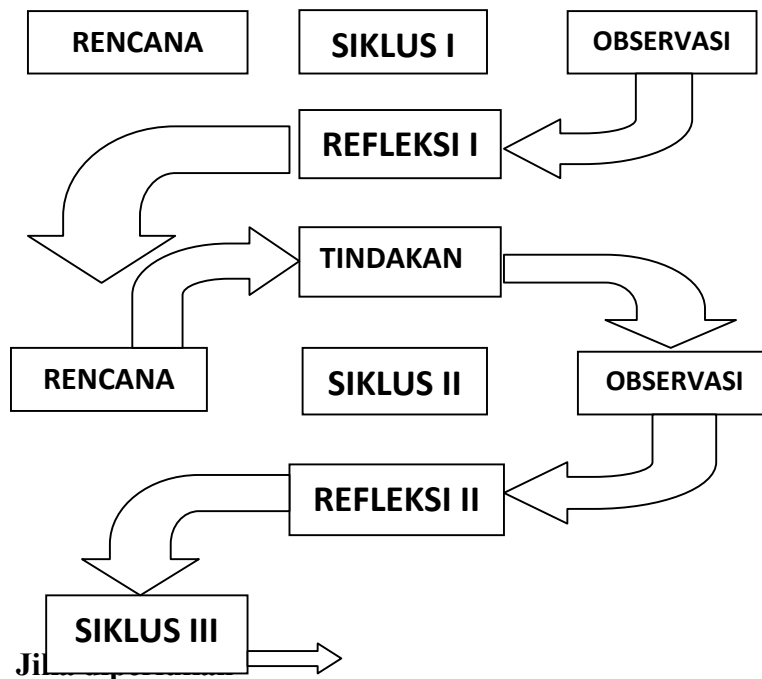 RENCANA
SIKLUS I
OBSERVASI
REFLEKSI I
TINDAKAN
RENCANA
SIKLUS II
OBSERVASI
REFLEKSI II
SIKLUS III